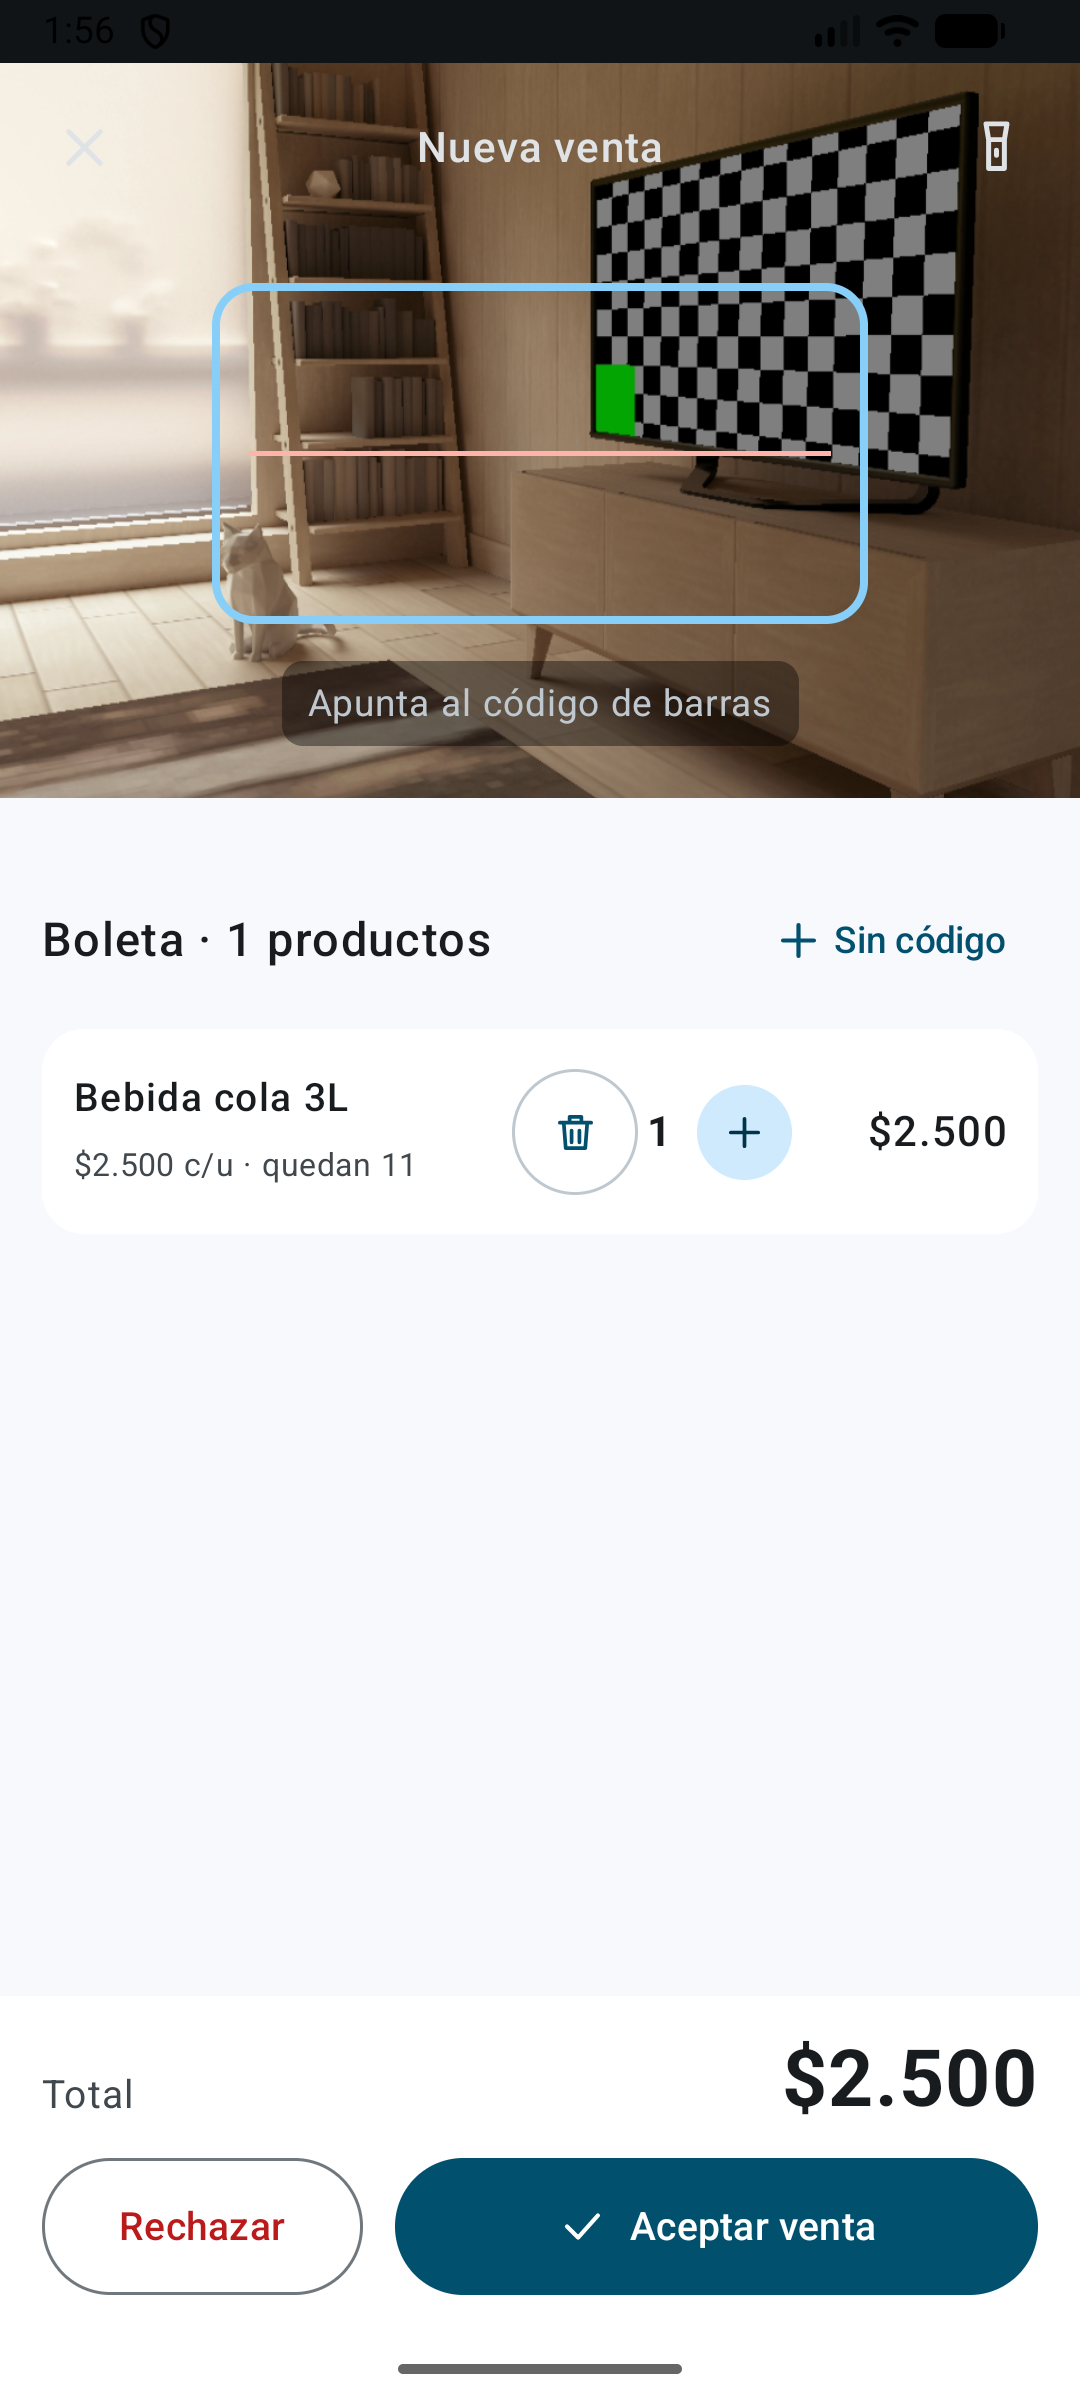 1:56
Nueva venta
Apunta al código de barras
Boleta · 1 productos
Sin código
Bebida cola 3L
$2.500 c/u · quedan 11
1
$2.500
Total
$2.500
Rechazar
Aceptar venta